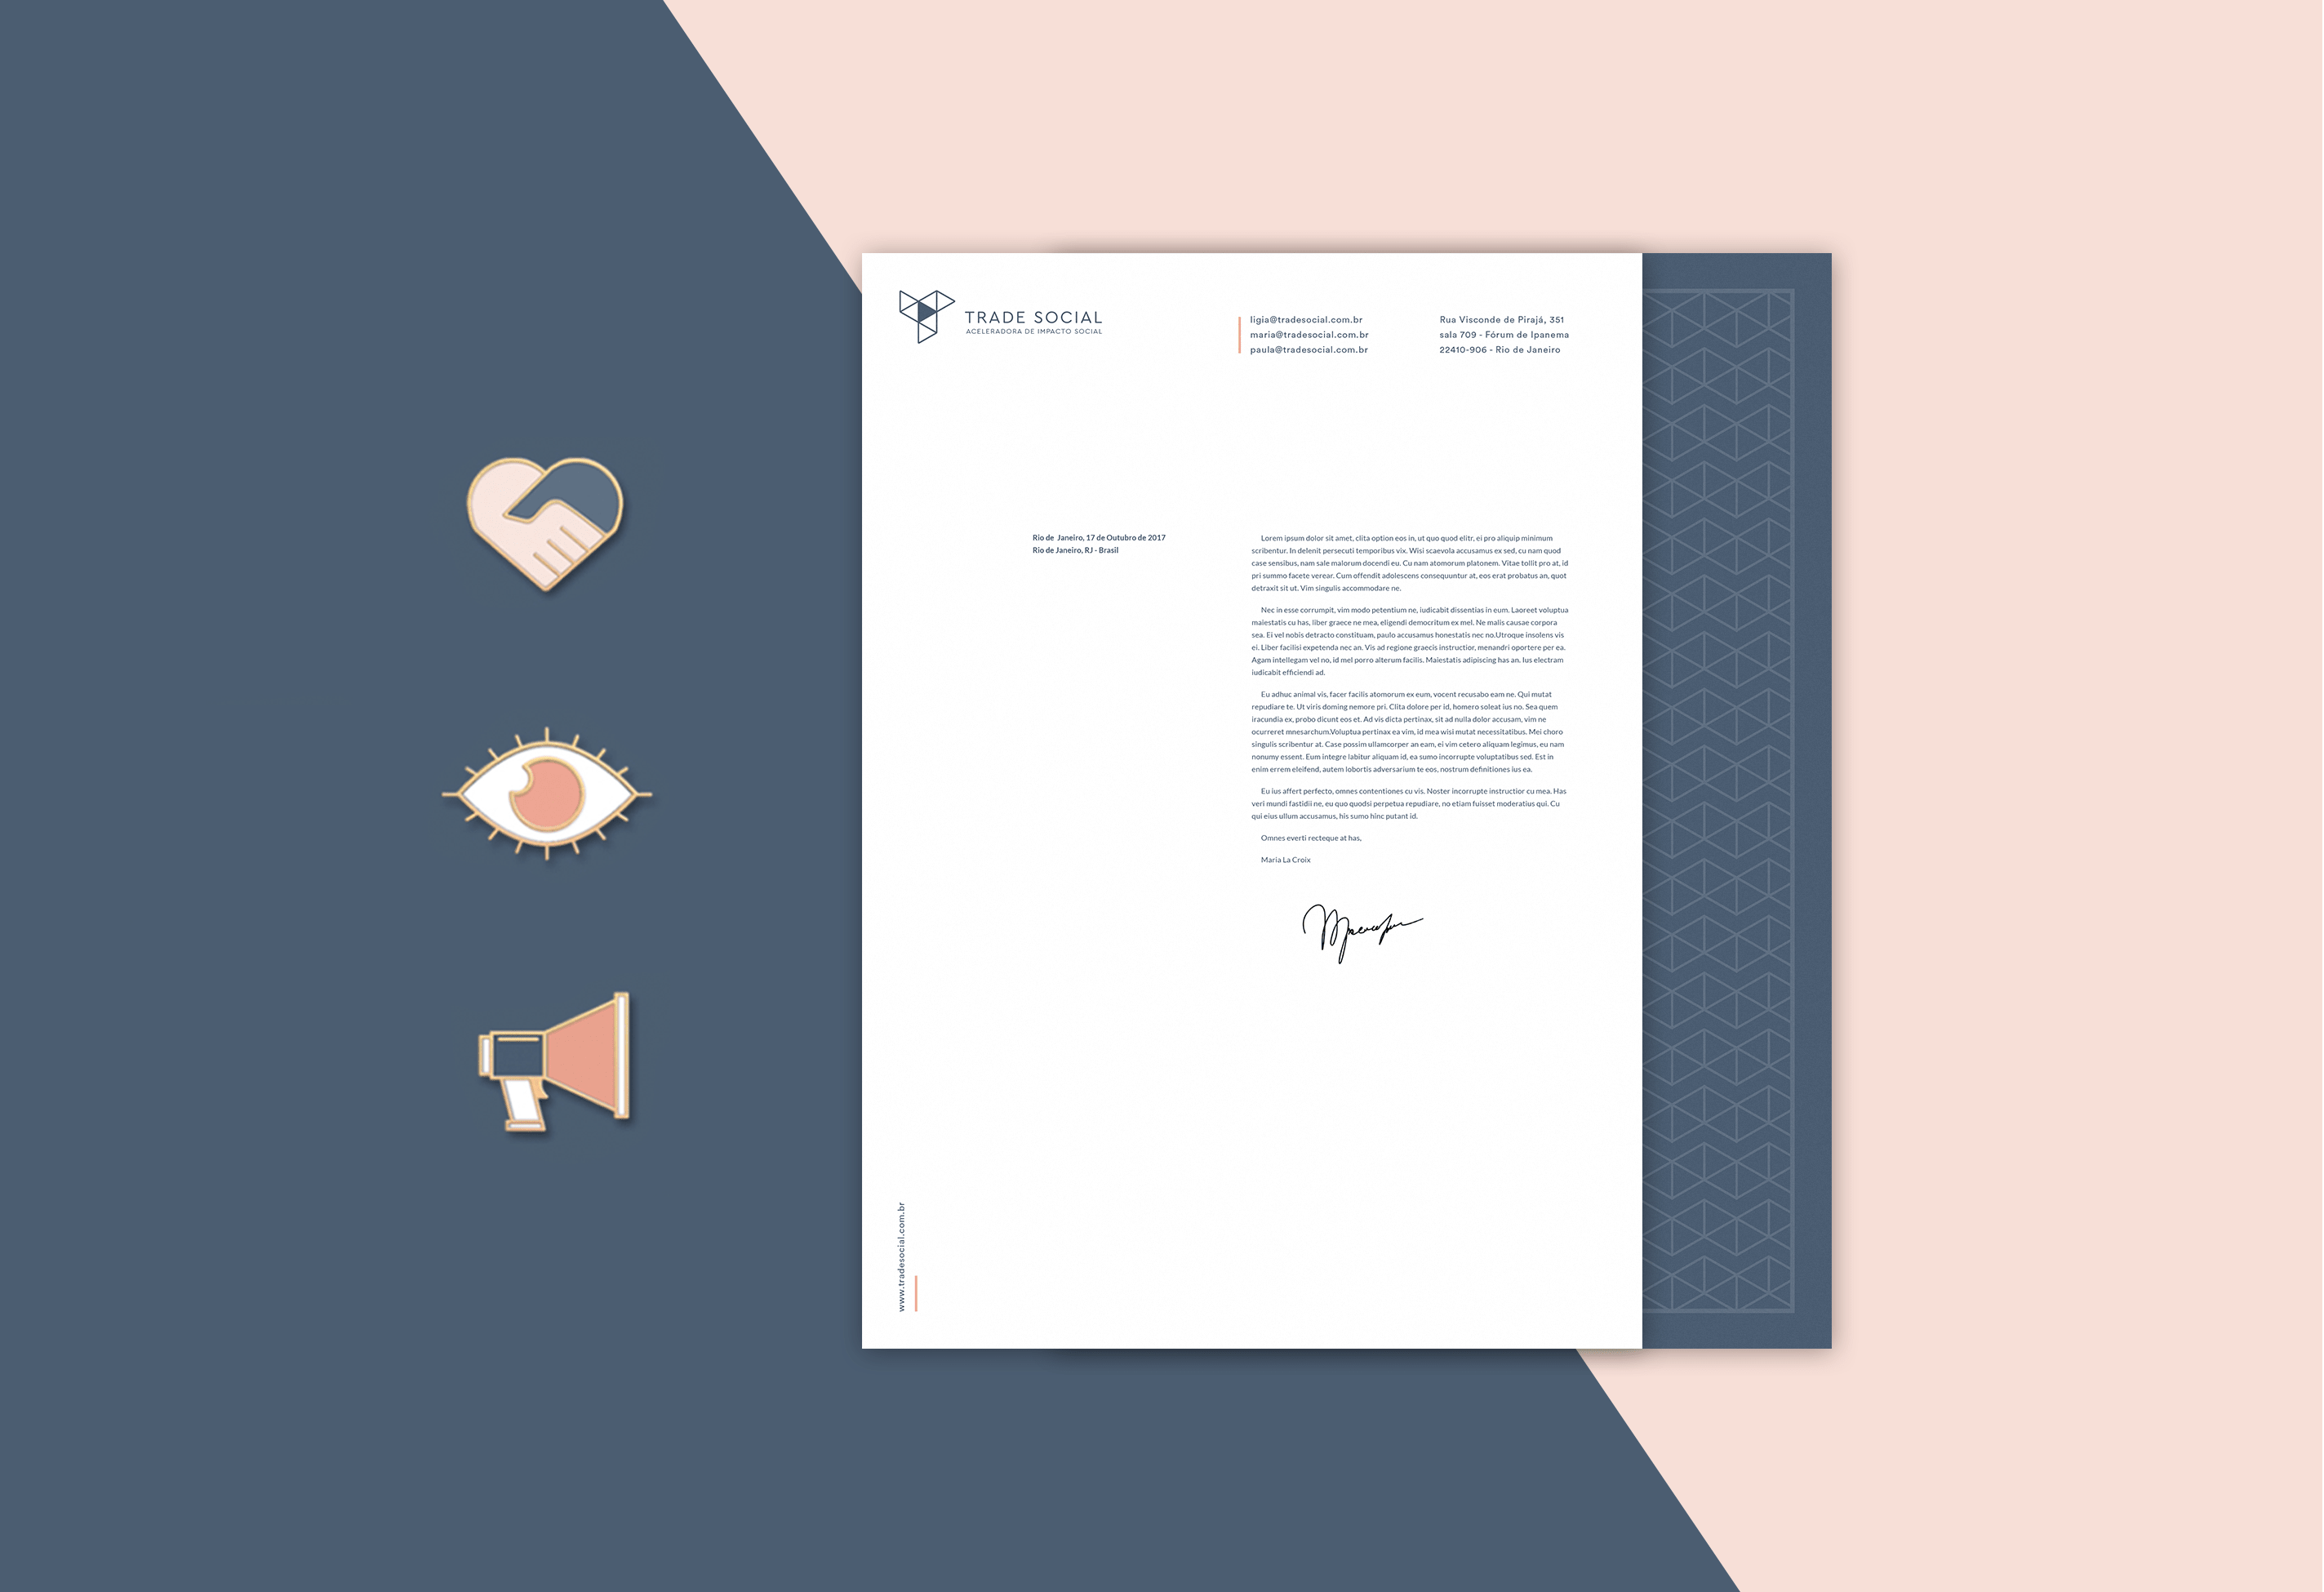 TRADE SOCIAL
ACELERADORA DE IMPACTO SOCIAL
ligia@tradesocial.com.br
maria@tradesocial.com.br
paula@tradesocial.com.br
Rua Visconde de Pirajá, 351
sala 709 - Fórum de Ipanema
22410-906 - Rio de Janeiro
Rio de Janeiro, 17 de Outubro de 2017
Rio de Janeiro, RJ - Brasil
Lorem ipsum dolor sit amet, clita option eos in, ut quo quod elitr, ei pro aliquip minimum
scribentur. In delenit persecuti temporibus vix. Wisi scaevola accusamus ex sed, cu nam quod
case sensibus, nam sale malorum docendi eu. Cu nam atomorum platonem. Vitae tollit pro at, id
pri summo facete verear. Cum offendit adolescens consequuntur at, eos erat probatus an, quot
detraxit sit ut. Vim singulis accommodare ne.
Nec in esse corrumpit, vim modo petentium ne, iudicabit dissentias in eum. Laoreet voluptua
maiestatis cu has, liber graece ne mea, eligendi democritum ex mel. Ne malis causae corpora
sea. Ei vel nobis detracto constituam, paulo accusamus honestatis nec no.Utroque insolens vis
ei. Liber facilisi expetenda nec an. Vis ad regione graecis instructior, menandri oportere per ea.
Agam intellegam vel no, id mel porro alterum facilis. Maiestatis adipiscing has an. Ius electram
iudicabit efficiendi ad.
Eu adhuc animal vis, facer facilis atomorum ex eum, vocent recusabo eam ne. Qui mutat
repudiare te. Ut viris doming nemore pri. Clita dolore per id, homero soleat ius no. Sea quem
iracundia ex, probo dicunt eos et. Ad vis dicta pertinax, sit ad nulla dolor accusam, vim ne
ocurreret mnesarchum.Voluptua pertinax ea vim, id mea wisi mutat necessitatibus. Mei choro
singulis scribentur at. Case possim ullamcorper an eam, ei vim cetero aliquam legimus, eu nam
nonumy essent. Eum integre labitur aliquam id, ea sumo incorrupte voluptatibus sed. Est in
enim errem eleifend, autem lobortis adversarium te eos, nostrum definitiones ius ea.
Eu ius affert perfecto, omnes contentiones cu vis. Noster incorrupte instructior cu mea. Has
veri mundi fastidii ne, eu quo quodsi perpetua repudiare, no etiam fuisset moderatius qui. Cu
qui eius ullum accusamus, his sumo hinc putant id.
Omnes everti recteque at has,
Maria La Croix
www.tradesocial.com.br